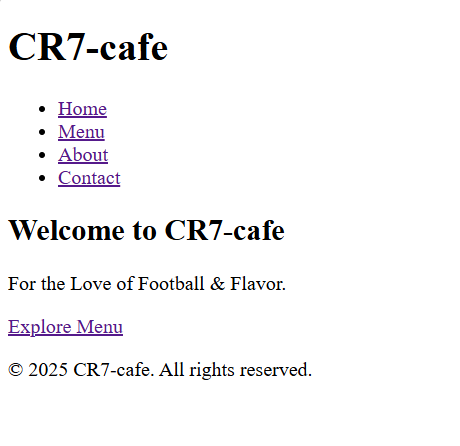 CR7-cafe
Home
Menu
About
Contact
Welcome to CR7-cafe
For the Love of Football & Flavor.
Explore Menu
© 2025 CR7-cafe. All rights reserved.